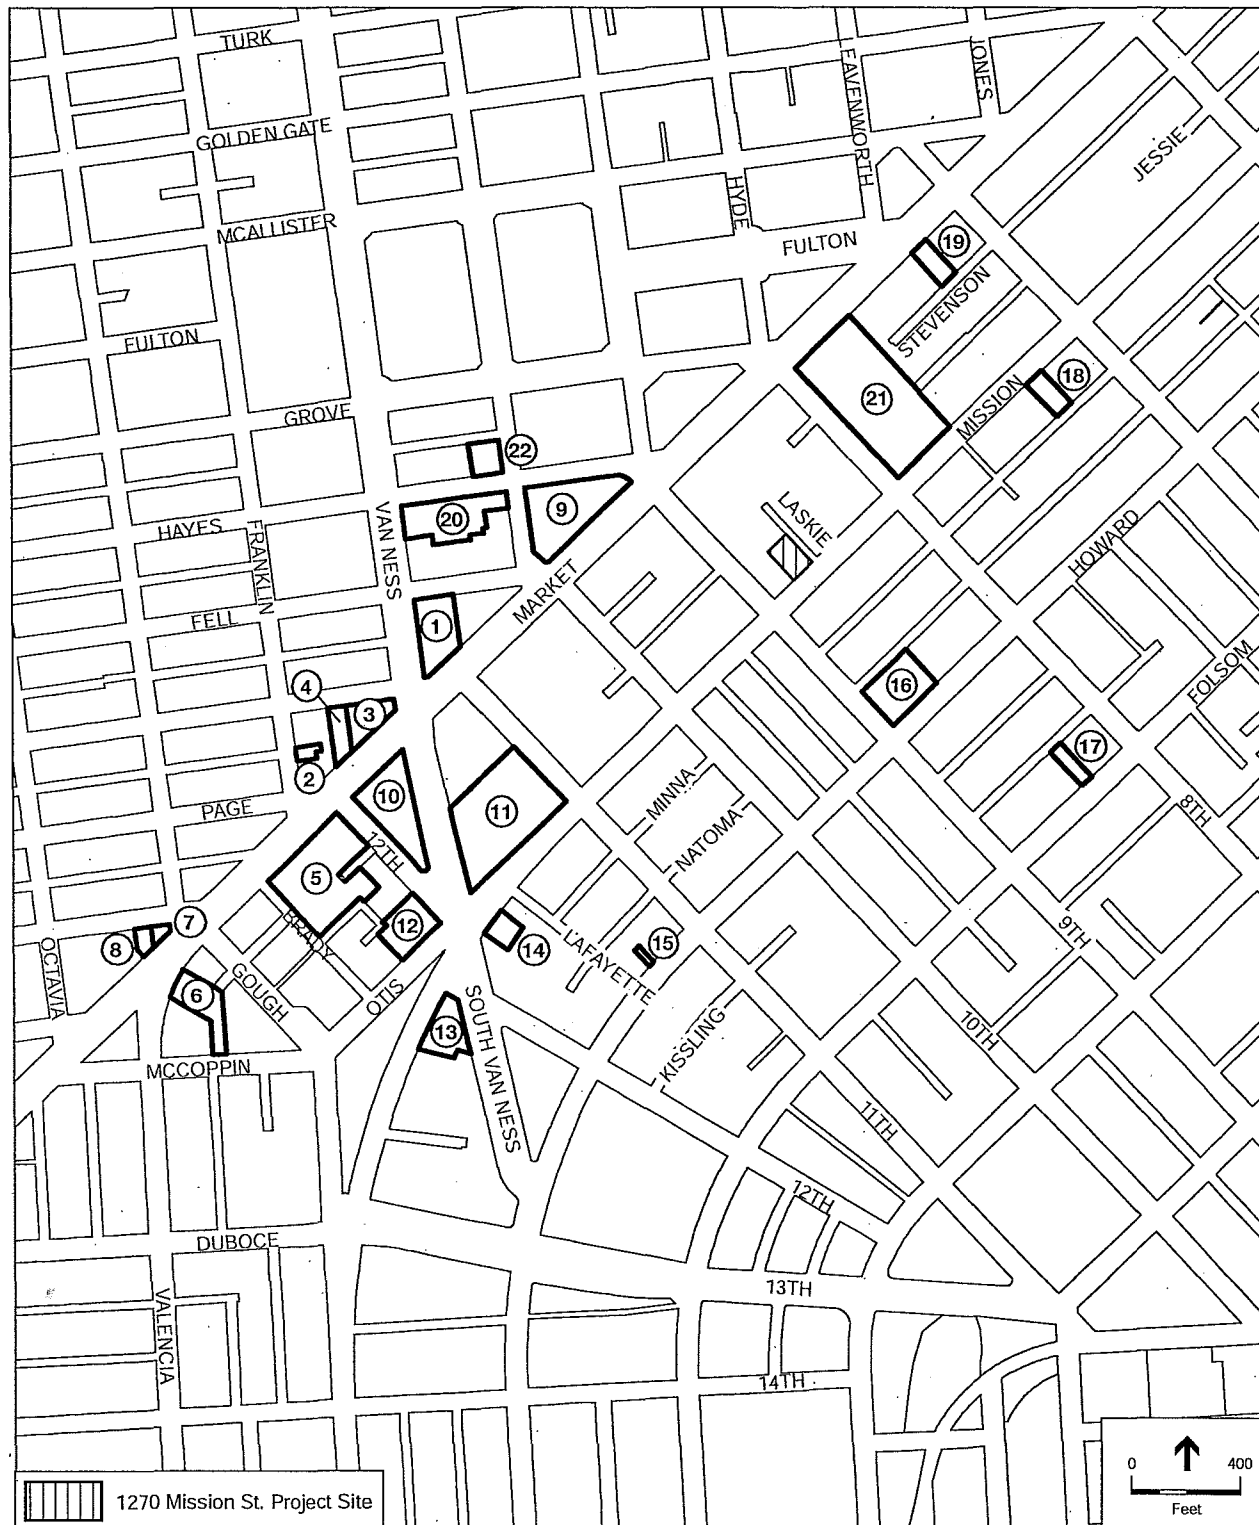 TURK
JONES
LEAVENWORTH
GOLDEN GATE
JESSIE
HYDE
MCALLISTER
FULTON
19
STEVENSON
FULTON
18
21
MISSION
GROVE
22
LASKIE
20
9
VAN NESS
HAYES
FRANKLIN
HOWARD
MARKET
FELL
1
FOLSOM
16
4
3
17
2
10
MINNA
11
PAGE
NATOMA
8TH
12TH
5
7
12
BRADY
9TH
8
14
15
OCTAVIA
LAFAYETTE
6
GOUGH
OTIS
SOUTH VAN NESS
13
10TH
KISSLING
MCCOPPIN
11TH
12TH
DUBOCE
13TH
VALENCIA
14TH
0 400
Feet
1270 Mission St. Project Site